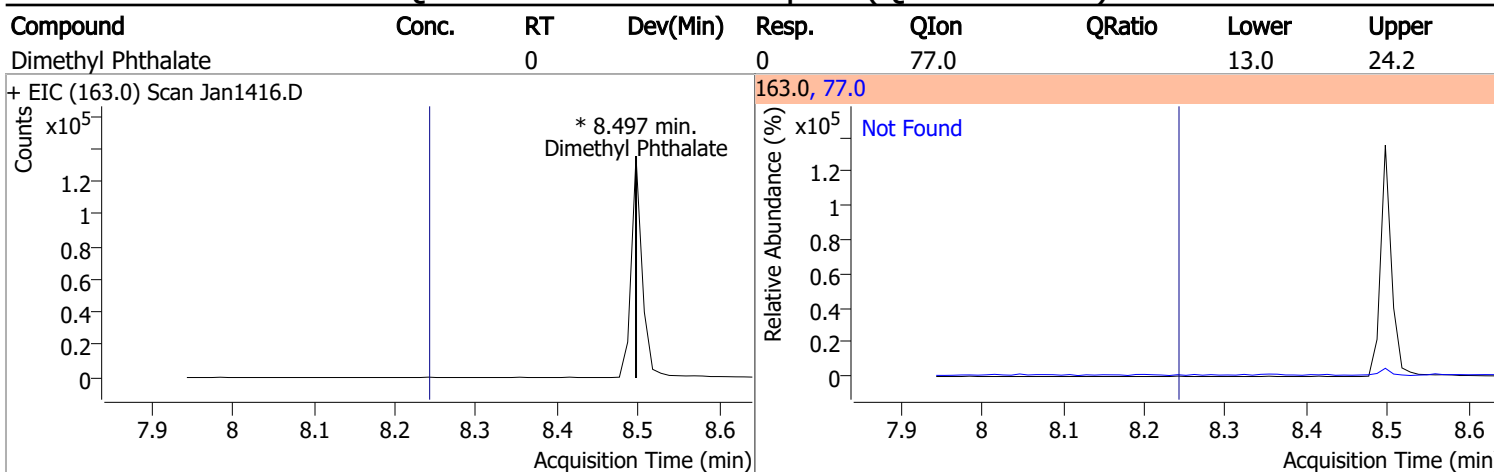 Compound Conc. RT Dev(Min) Resp. QIon QRatio Lower Upper
Dimethyl Phthalate 0 0 77.0 13.0 24.2
+ EIC (163.0) Scan Jan1416.D
163.0, 77.0
Counts
x10⁵
* 8.497 min.
Dimethyl Phthalate
1.2
1
0.8
0.6
0.4
0.2
0
7.9 8 8.1 8.2 8.3 8.4 8.5 8.6
Acquisition Time (min)
Relative Abundance (%)
x10⁵
Not Found
1.2
1
0.8
0.6
0.4
0.2
0
7.9 8 8.1 8.2 8.3 8.4 8.5 8.6
Acquisition Time (min